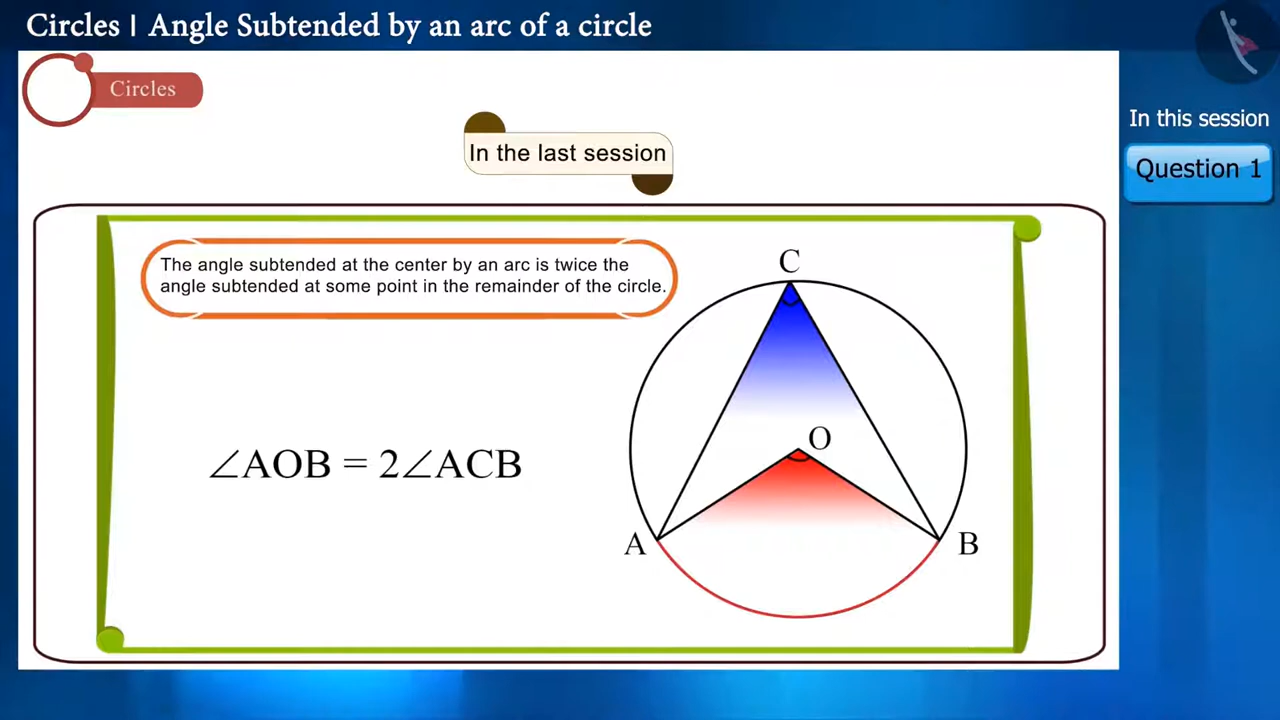 Circles | Angle Subtended by an arc of a circle
Circles
In this session
Question 1
In the last session
The angle subtended at the center by an arc is twice the
angle subtended at some point in the remainder of the circle.
∠AOB = 2∠ACB
C
O
A
B